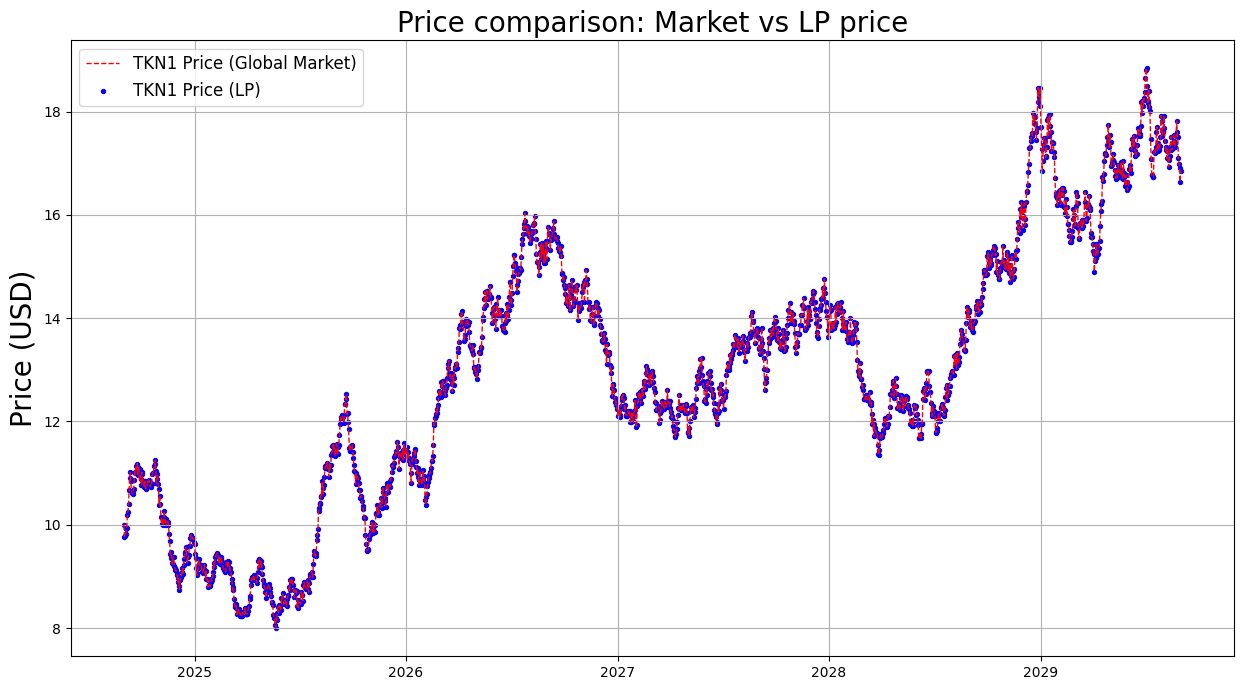 Price comparison: Market vs LP price
TKN1 Price (Global Market)
TKN1 Price (LP)
Price (USD)
18
16
14
12
10
8
2025
2026
2027
2028
2029